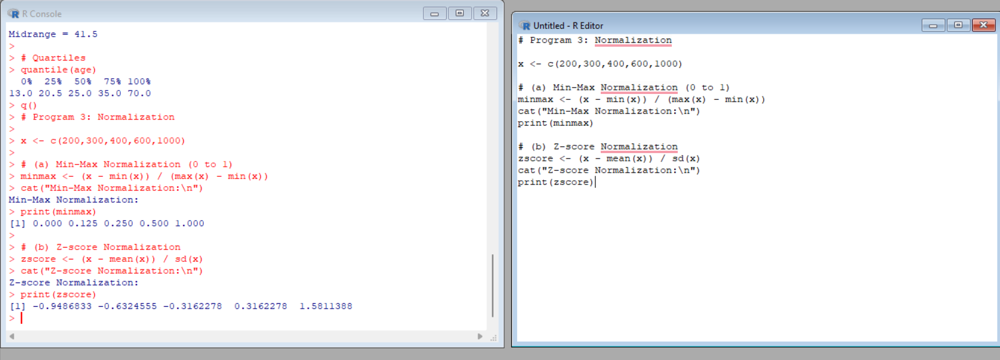 R Console
Midrange = 41.5
>
> # Quartiles
> quantile(age)
  0%  25%  50%  75% 100%
13.0 20.5 25.0 35.0 70.0
> q()
> # Program 3: Normalization
>
> x <- c(200,300,400,600,1000)
>
> # (a) Min-Max Normalization (0 to 1)
> minmax <- (x - min(x)) / (max(x) - min(x))
> cat("Min-Max Normalization:\n")
Min-Max Normalization:
> print(minmax)
[1] 0.000 0.125 0.250 0.500 1.000
>
> # (b) Z-score Normalization
> zscore <- (x - mean(x)) / sd(x)
> cat("Z-score Normalization:\n")
Z-score Normalization:
> print(zscore)
[1] -0.9486833 -0.6324555 -0.3162278  0.3162278  1.5811388
>
Untitled - R Editor
# Program 3: Normalization
x <- c(200,300,400,600,1000)
# (a) Min-Max Normalization (0 to 1)
minmax <- (x - min(x)) / (max(x) - min(x))
cat("Min-Max Normalization:\n")
print(minmax)
# (b) Z-score Normalization
zscore <- (x - mean(x)) / sd(x)
cat("Z-score Normalization:\n")
print(zscore)